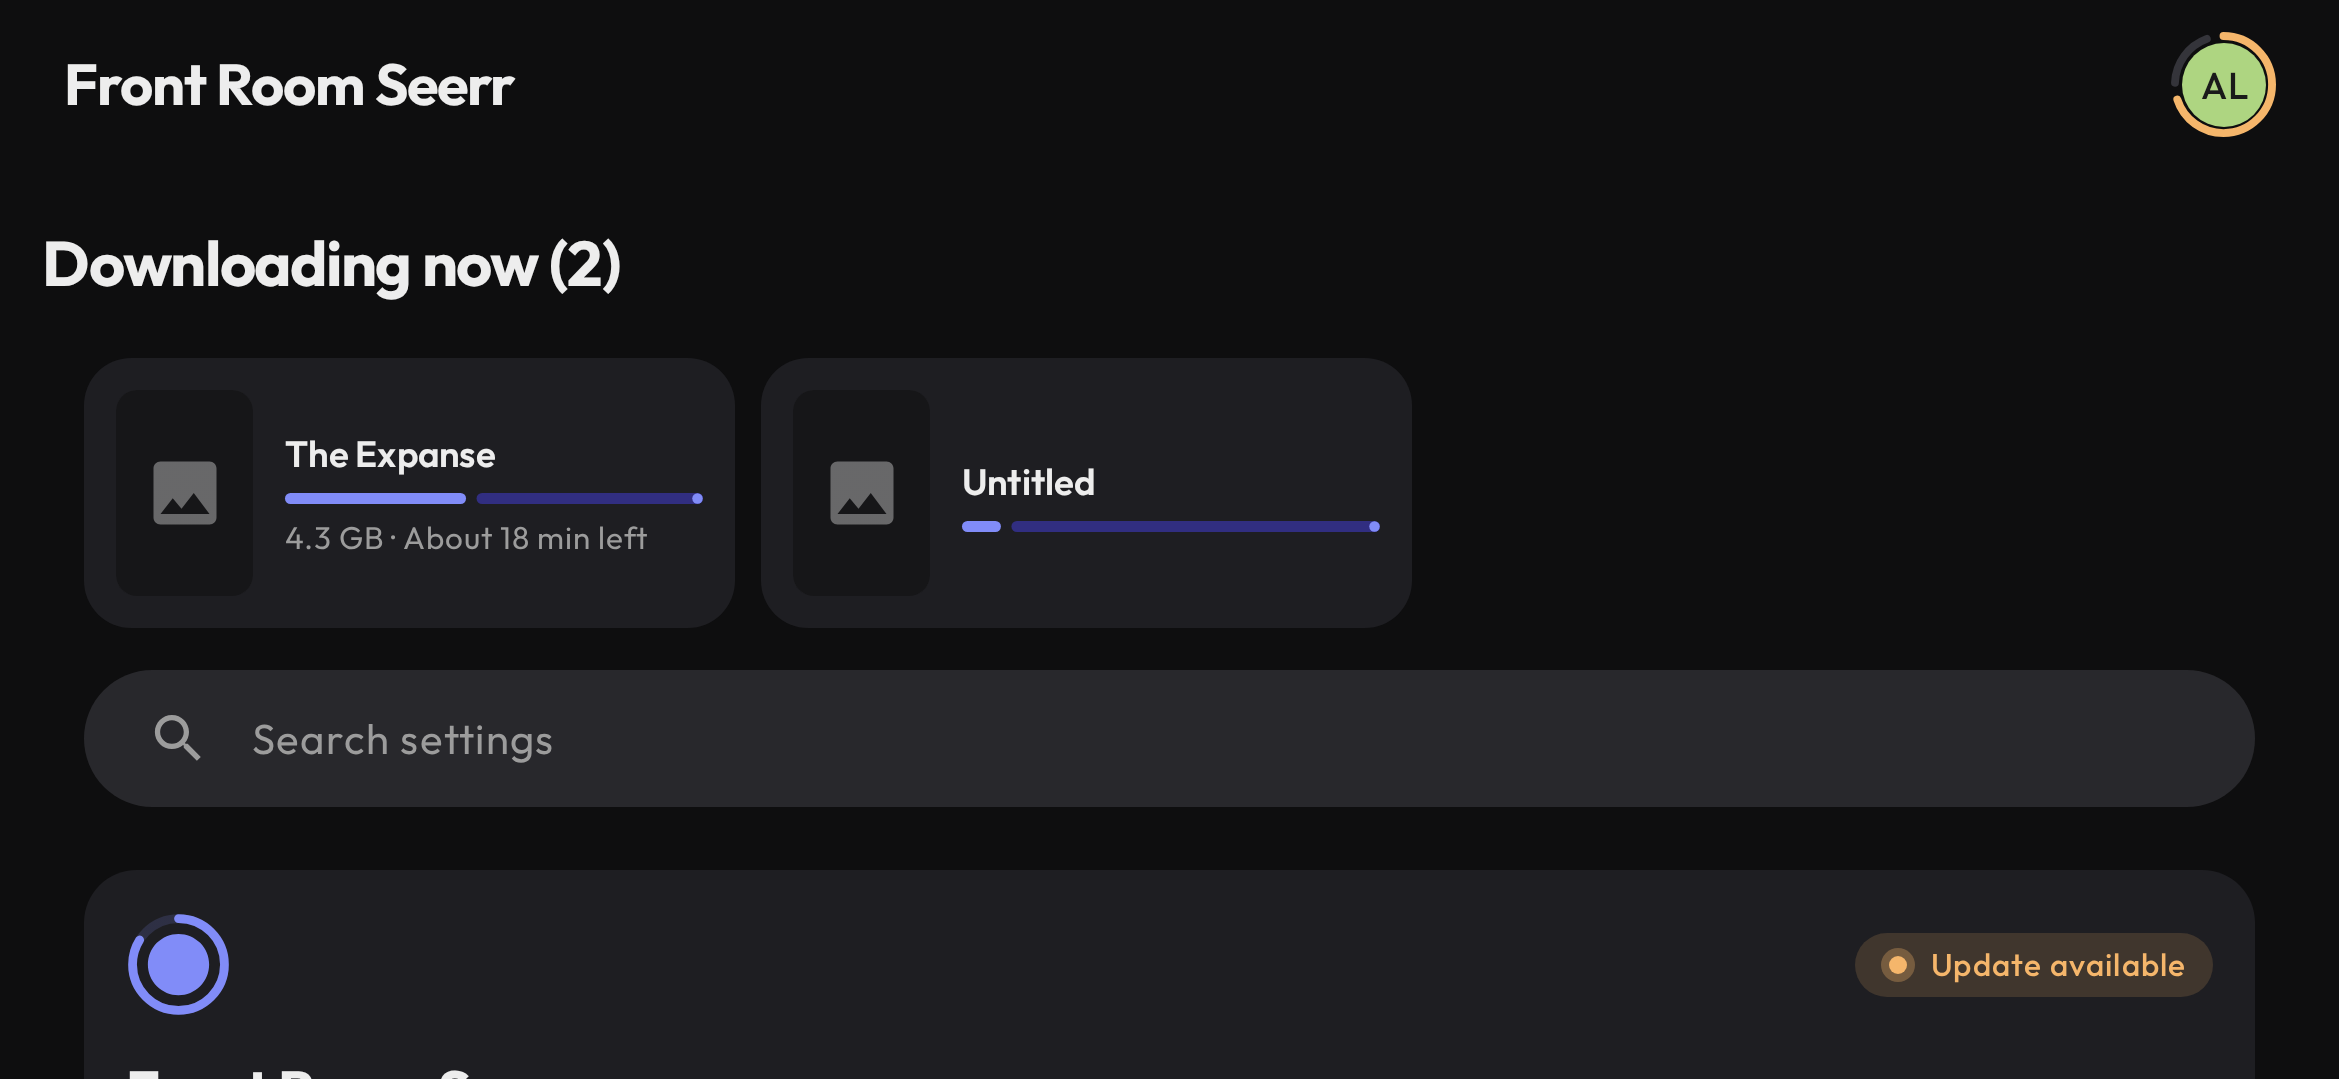 Front Room Seerr
AL
Downloading now (2)
The Expanse
4.3 GB · About 18 min left
Untitled
Search settings
Update available